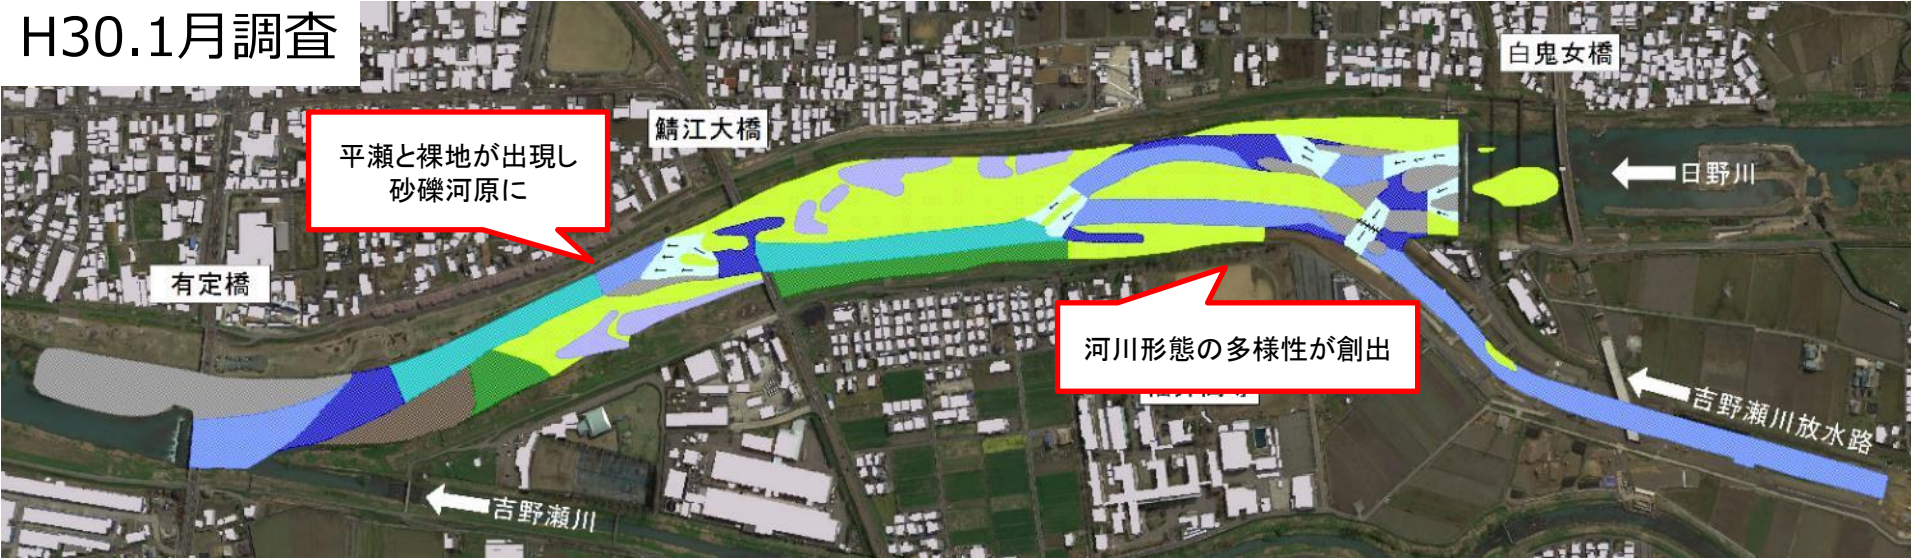 H30.1月調査
白鬼女橋
鯖江大橋
平瀬と裸地が出現し
砂礫河原に
日野川
有定橋
河川形態の多様性が創出
吉野瀬川放水路
吉野瀬川